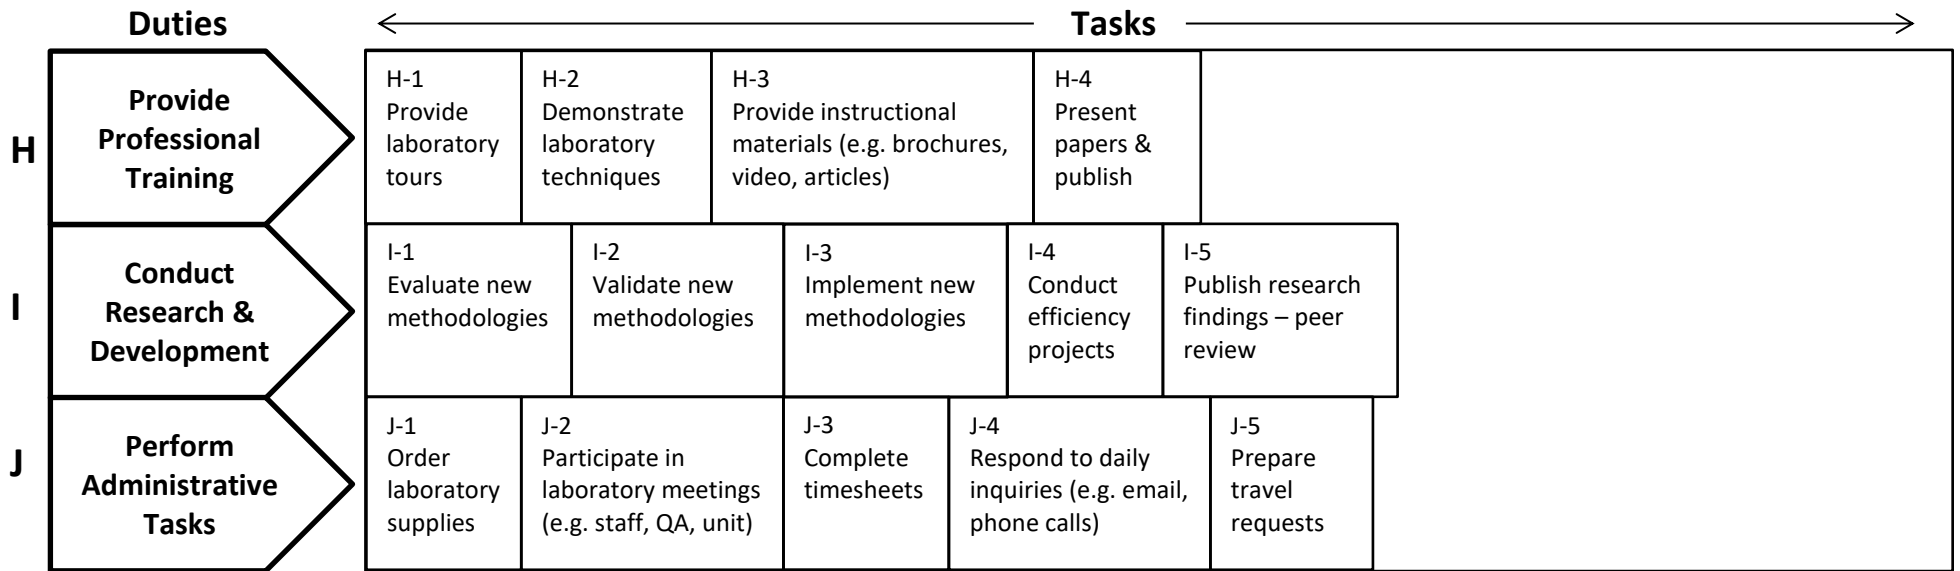 Duties
Tasks
H
Provide
Professional
Training
H-1
Provide
laboratory
tours
H-2
Demonstrate
laboratory
techniques
H-3
Provide instructional
materials (e.g. brochures,
video, articles)
H-4
Present
papers &
publish
I
Conduct
Research &
Development
I-1
Evaluate new
methodologies
I-2
Validate new
methodologies
I-3
Implement new
methodologies
I-4
Conduct
efficiency
projects
I-5
Publish research
findings – peer
review
J
Perform
Administrative
Tasks
J-1
Order
laboratory
supplies
J-2
Participate in
laboratory meetings
(e.g. staff, QA, unit)
J-3
Complete
timesheets
J-4
Respond to daily
inquiries (e.g. email,
phone calls)
J-5
Prepare
travel
requests